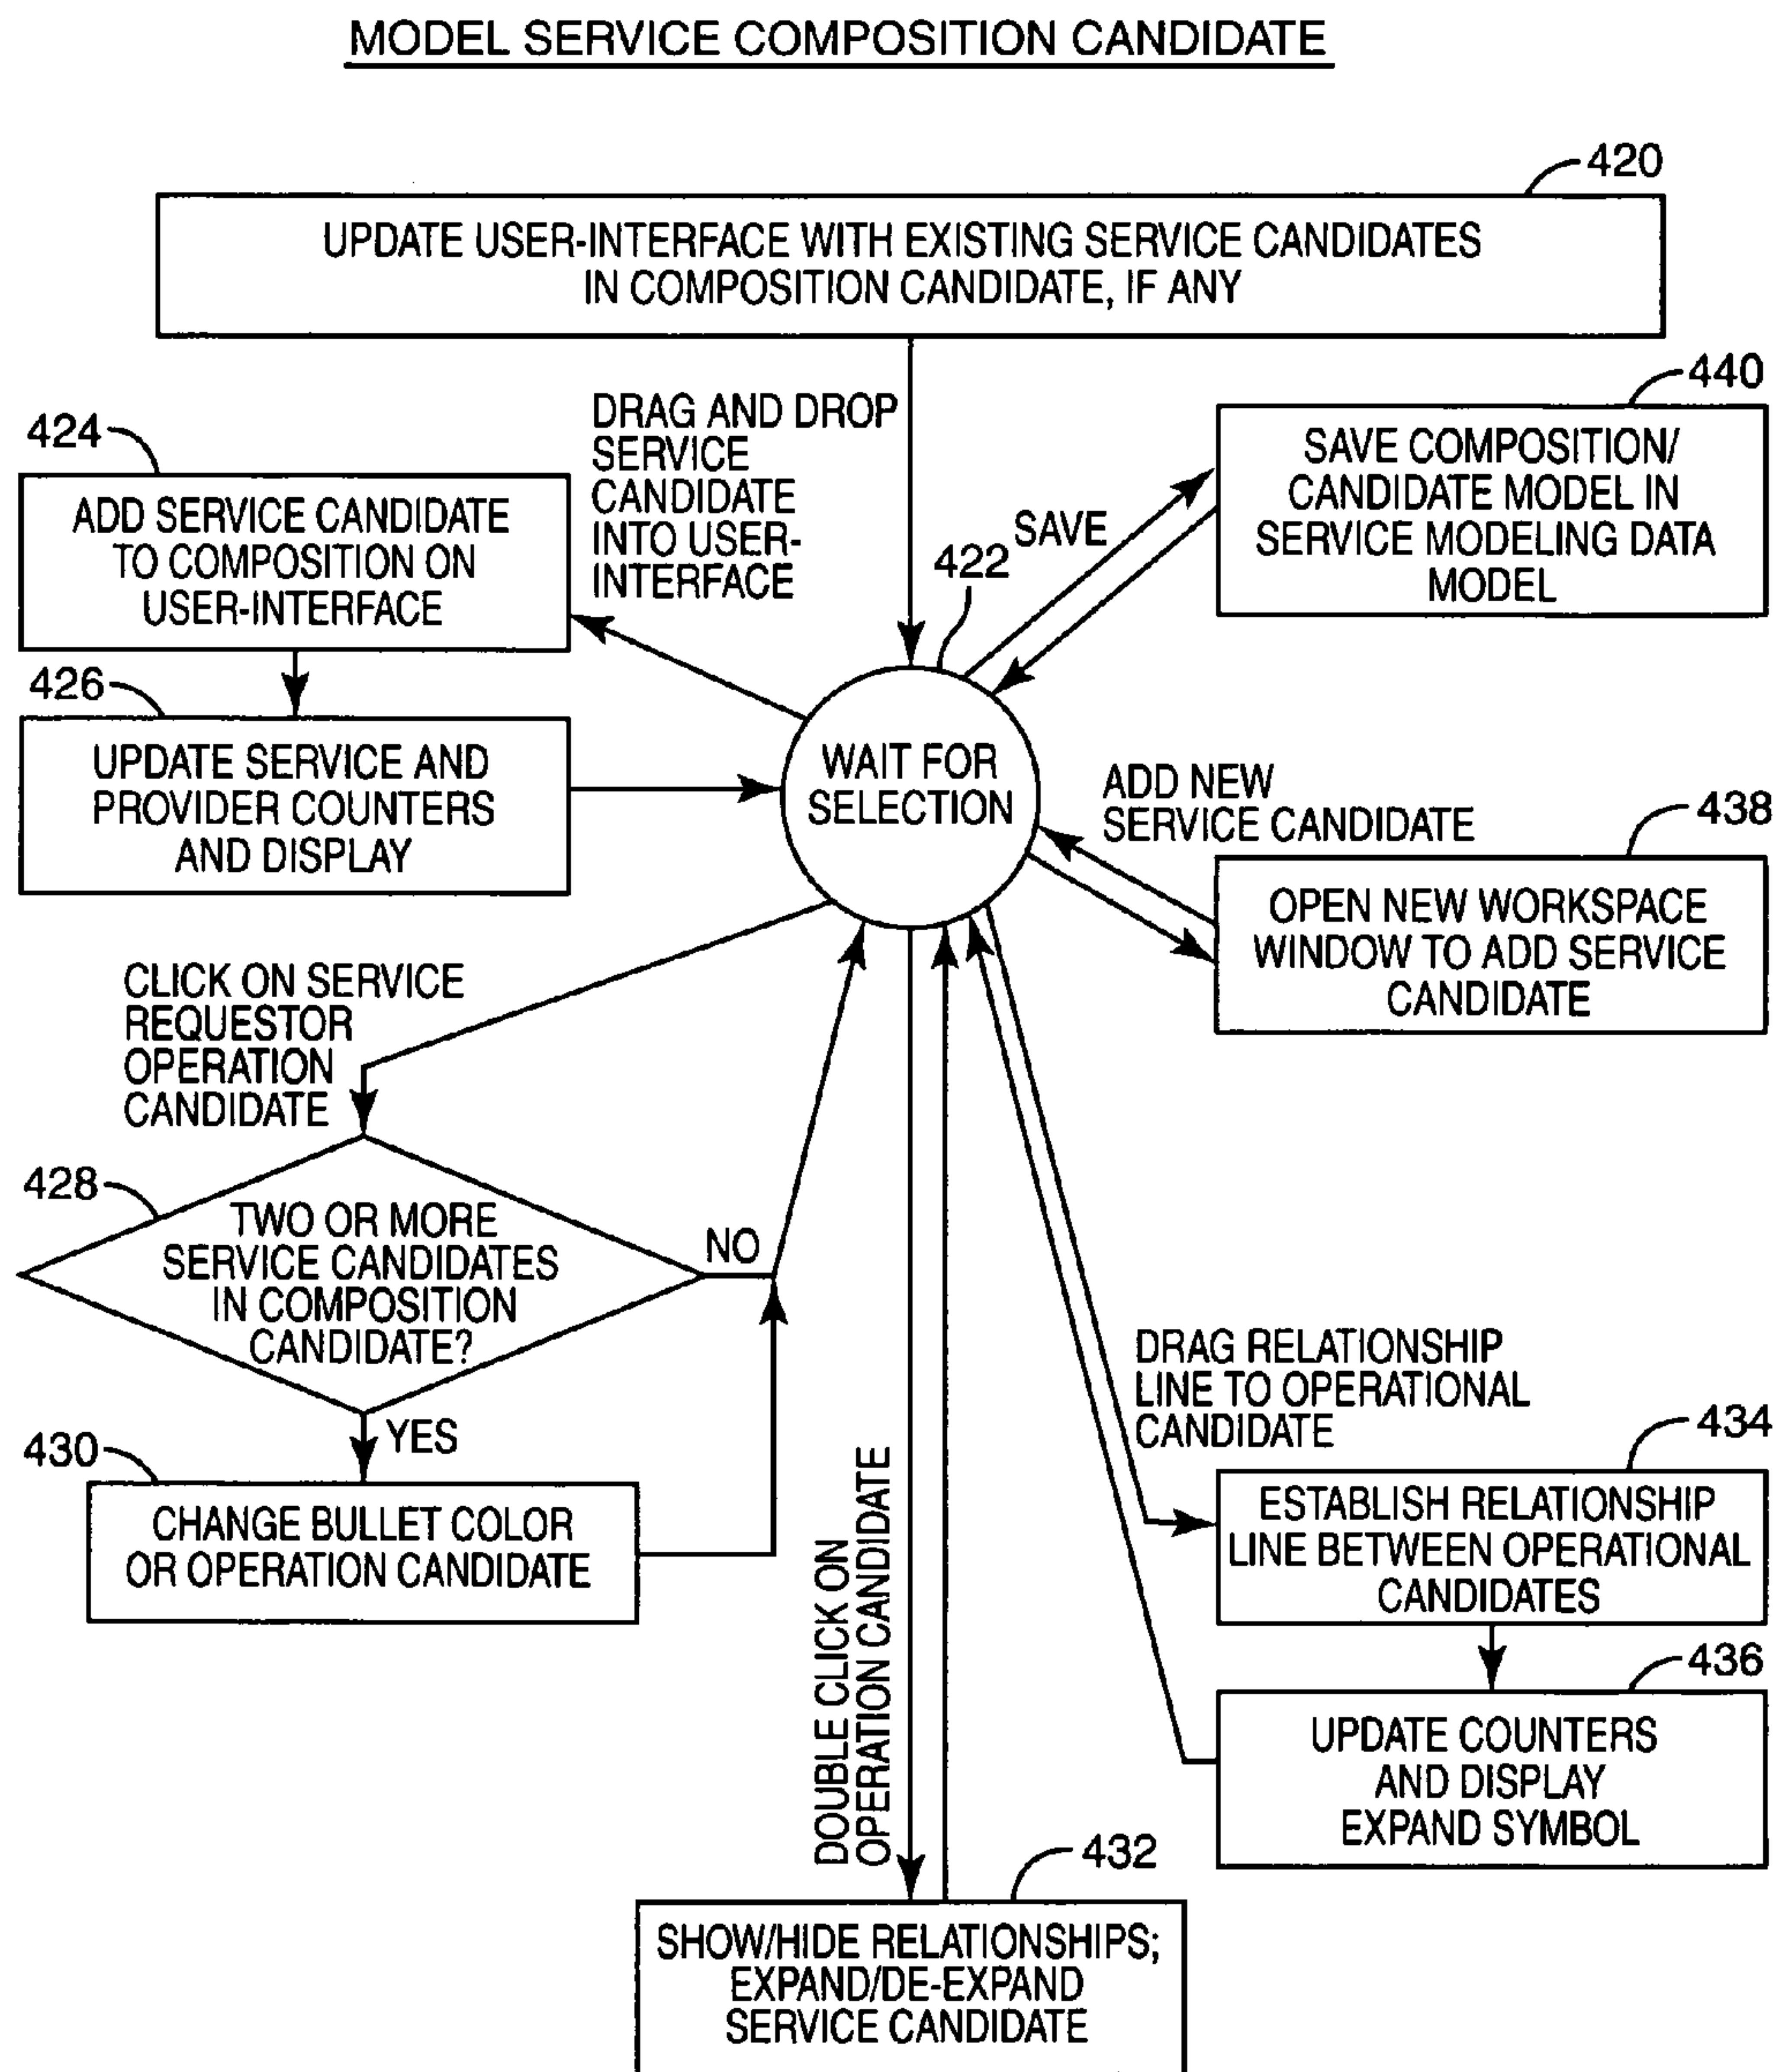 MODEL SERVICE COMPOSITION CANDIDATE
420
UPDATE USER-INTERFACE WITH EXISTING SERVICE CANDIDATES
IN COMPOSITION CANDIDATE, IF ANY
440
SAVE COMPOSITION/
CANDIDATE MODEL IN
SERVICE MODELING DATA
MODEL
424
ADD SERVICE CANDIDATE
TO COMPOSITION ON
USER-INTERFACE
DRAG AND DROP
SERVICE
CANDIDATE
INTO USER-
INTERFACE
SAVE
422
426
UPDATE SERVICE AND
PROVIDER COUNTERS
AND DISPLAY
WAIT FOR
SELECTION
ADD NEW
SERVICE CANDIDATE
438
OPEN NEW WORKSPACE
WINDOW TO ADD SERVICE
CANDIDATE
CLICK ON SERVICE
REQUESTOR
OPERATION
CANDIDATE
428
TWO OR MORE
SERVICE CANDIDATES
IN COMPOSITION
CANDIDATE?
NO
YES
430
CHANGE BULLET COLOR
OR OPERATION CANDIDATE
DOUBLE CLICK ON
OPERATION CANDIDATE
DRAG RELATIONSHIP
LINE TO OPERATIONAL
CANDIDATE
434
ESTABLISH RELATIONSHIP
LINE BETWEEN OPERATIONAL
CANDIDATES
436
UPDATE COUNTERS
AND DISPLAY
EXPAND SYMBOL
432
SHOW/HIDE RELATIONSHIPS;
EXPAND/DE-EXPAND
SERVICE CANDIDATE